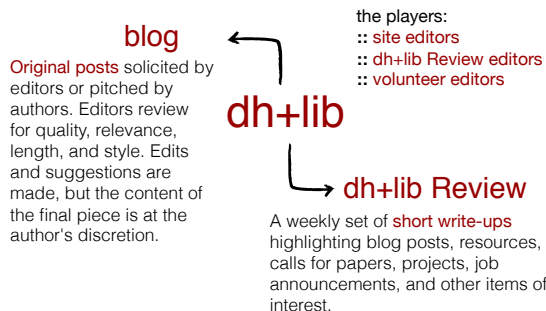 blog
Original posts solicited by
editors or pitched by
authors. Editors review
for quality, relevance,
length, and style. Edits
and suggestions are
made, but the content of
the final piece is at the
author's discretion.
the players:
:: site editors
:: dh+lib Review editors
:: volunteer editors
dh+lib
dh+lib Review
A weekly set of short write-ups
highlighting blog posts, resources,
calls for papers, projects, job
announcements, and other items of
interest.